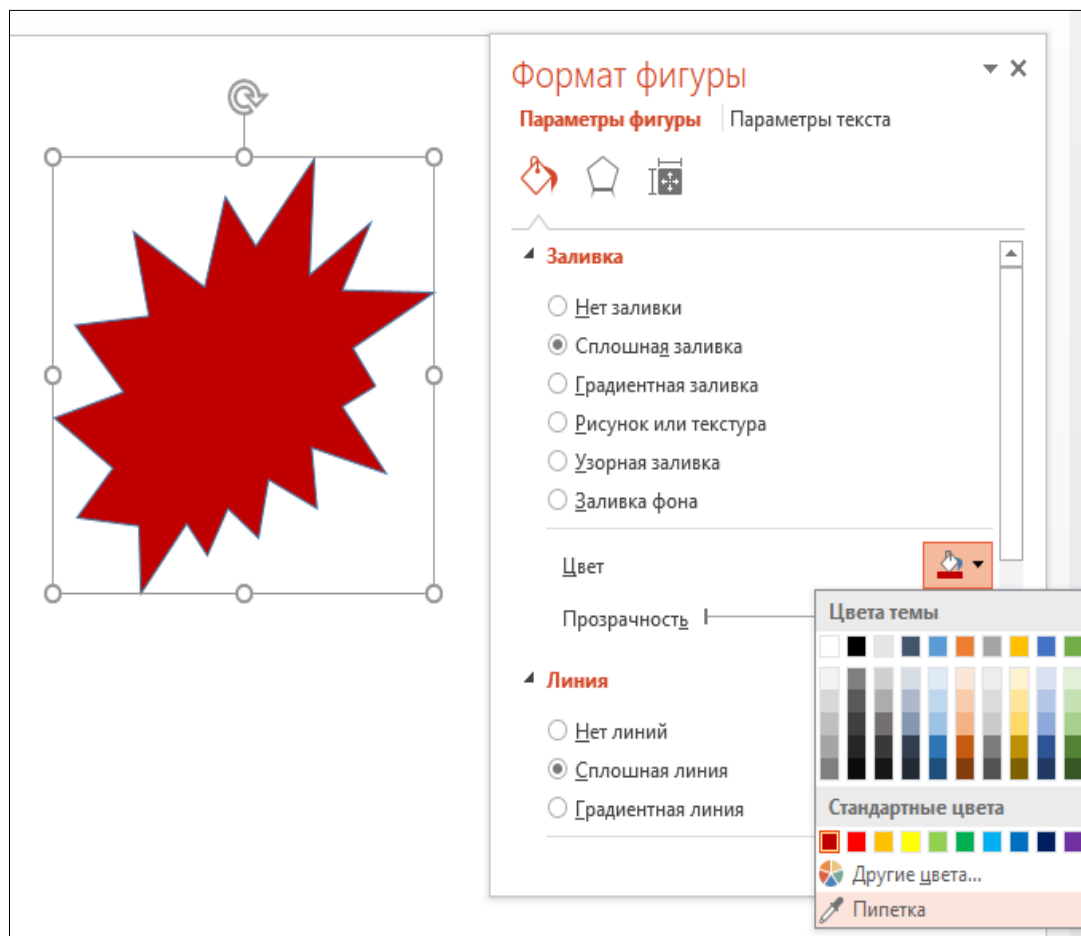 Формат фигуры
Параметры фигуры Параметры текста
Заливка
Нет заливки
Сплошная заливка
Градиентная заливка
Рисунок или текстура
Узорная заливка
Заливка фона
Цвет
Прозрачность
Цвета темы
Линия
Нет линий
Сплошная линия
Градиентная линия
Стандартные цвета
Другие цвета...
Пипетка